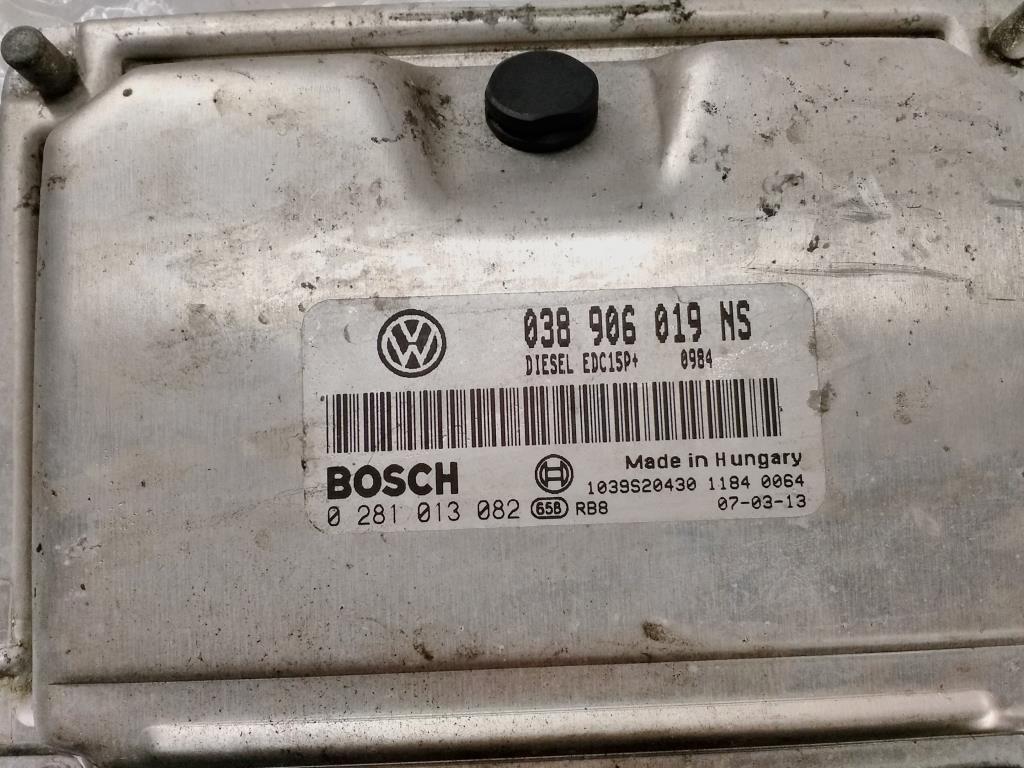 038 906 019 NS
DIESEL EDC15P+ 0984
BOSCH
Made in Hungary
1039S20430 1184 0064
0 281 013 082 65B RB8 07-03-13